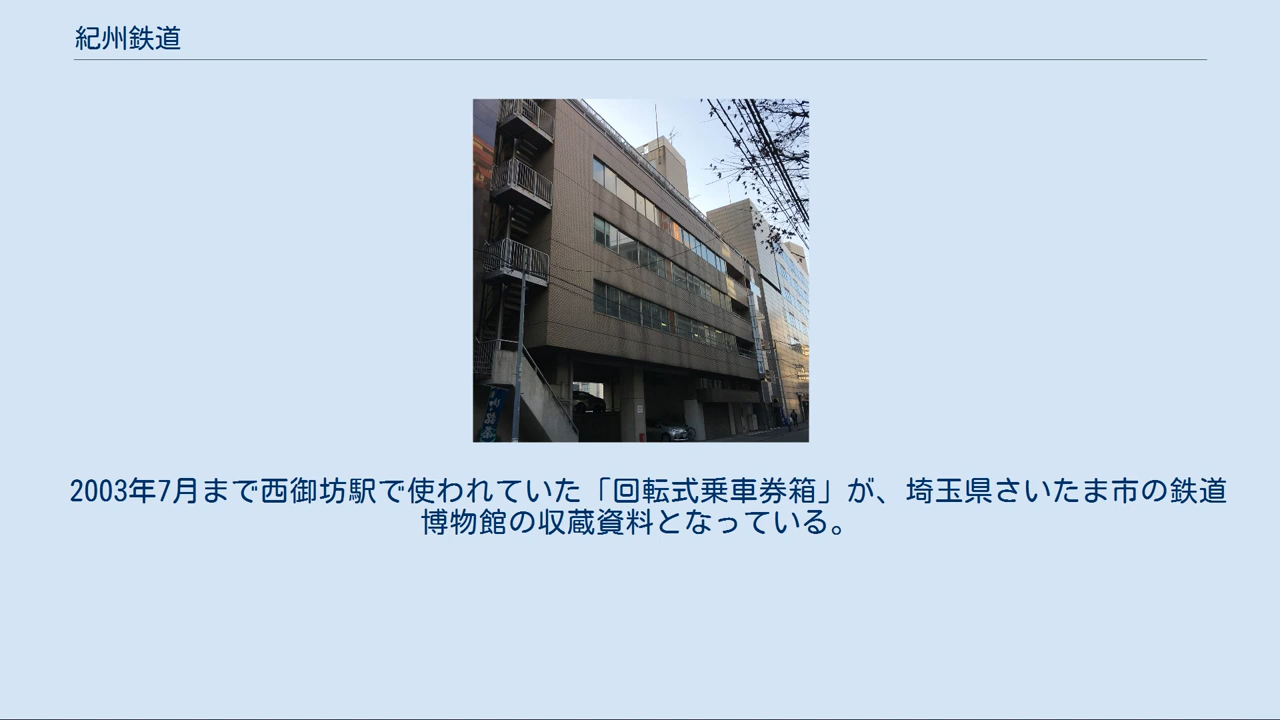 紀州鉄道
2003年7月まで西御坊駅で使われていた「回転式乗車券箱」が、埼玉県さいたま市の鉄道
博物館の収蔵資料となっている。